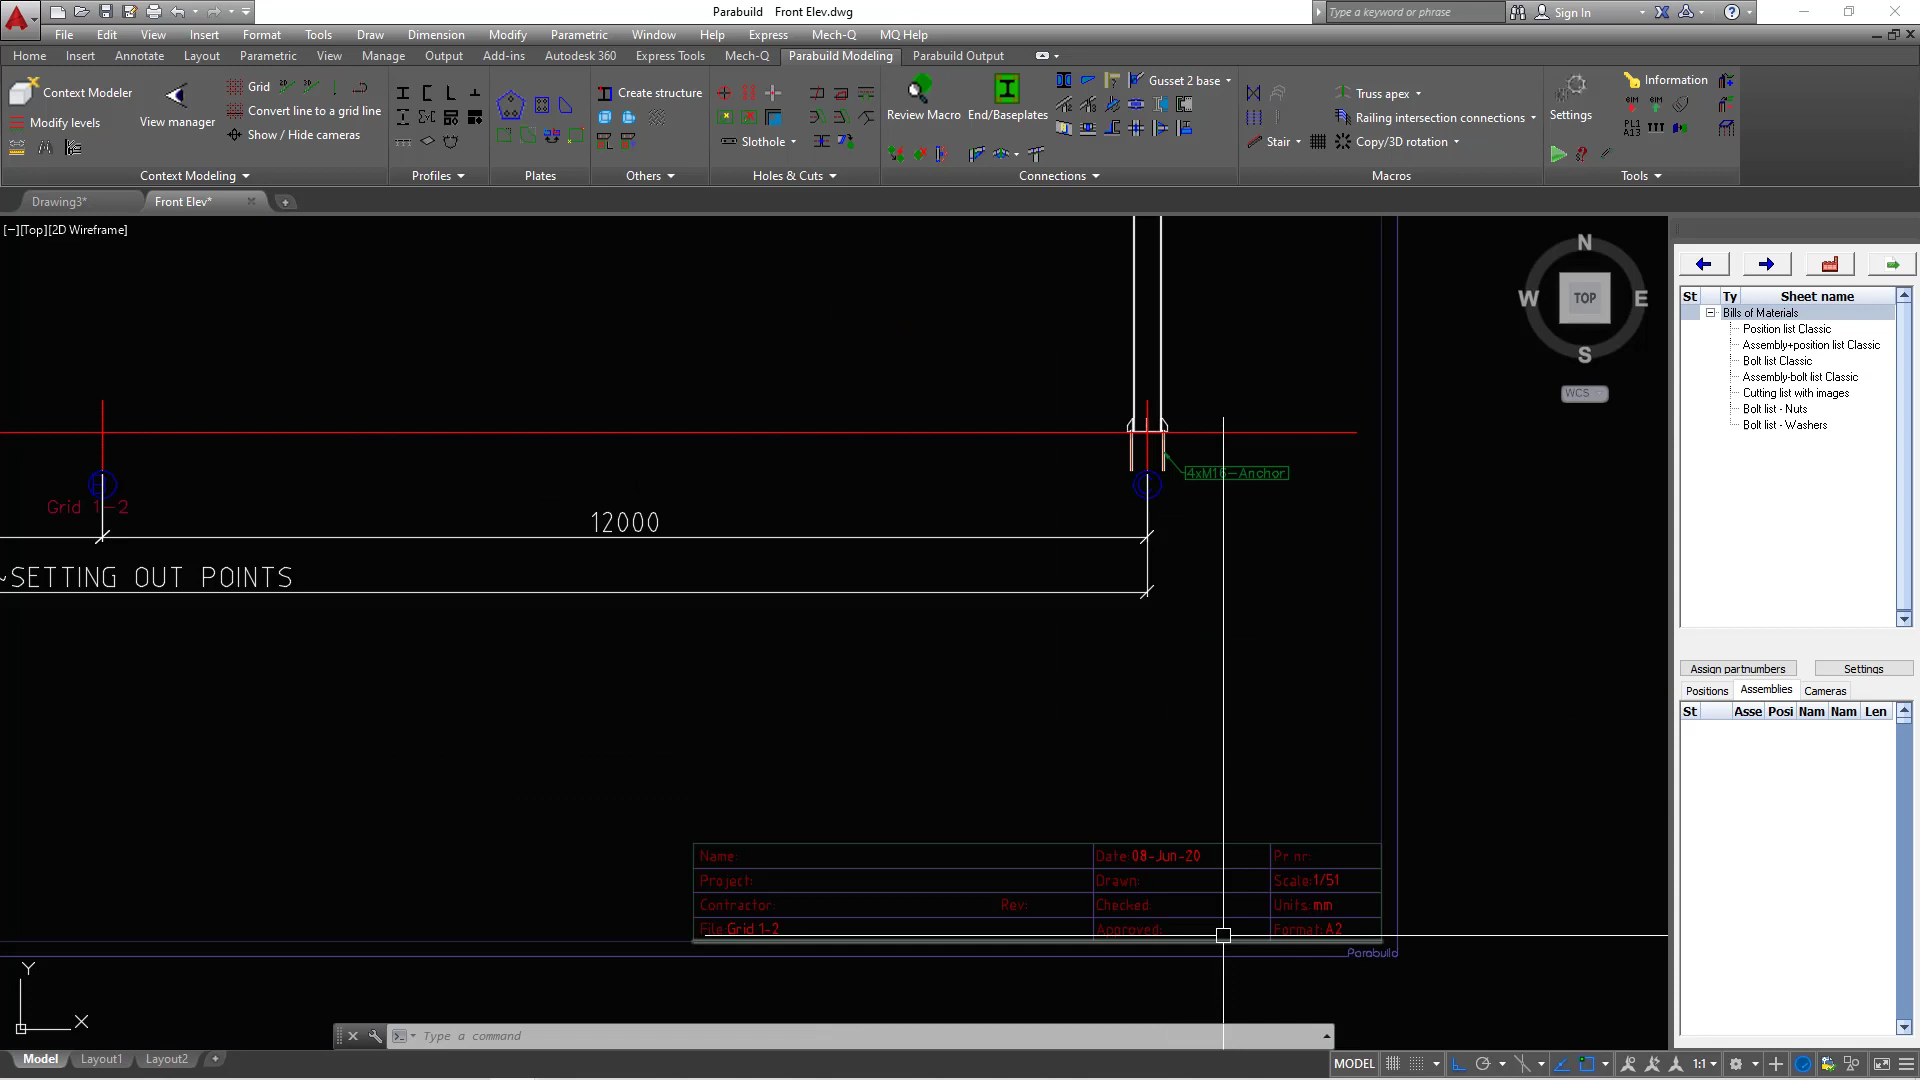 Parabuild Front Elev.dwg
Type a keyword or phrase
Sign In
File Edit View Insert Format Tools Draw Dimension Modify Parametric Window Help Express Mech-Q MQ Help
Home Insert Annotate Layout Parametric View Manage Output Add-ins Autodesk 360 Express Tools Mech-Q Parabuild Modeling Parabuild Output
Context Modeler
Modify levels
View manager
Grid
Convert line to a grid line
Show / Hide cameras
Create structure
Slothole
Review Macro
End/Baseplates
Gusset 2 base
Truss apex
Railing intersection connections
Stair
Copy/3D rotation
Settings
Information
PL1
A13
Context Modeling Profiles Plates Others Holes & Cuts Connections Macros Tools
Drawing3* Front Elev*
[−][Top][2D Wireframe]
N
W TOP E
S
WCS
4xM16-Anchor
B
C
Grid 1-2
12000
~SETTING OUT POINTS
Name: Date:08-Jun-20 Pr nr:
Project: Drawn: Scale:1/51
Contractor: Rev: Checked: Units: mm
File:Grid 1-2 Approved: Format:A2
Parabuild
Y
X
Type a command
Model Layout1 Layout2
MODEL 1:1
St Ty Sheet name
Bills of Materials
Position list Classic
Assembly+position list Classic
Bolt list Classic
Assembly-bolt list Classic
Cutting list with images
Bolt list - Nuts
Bolt list - Washers
Assign partnumbers Settings
Positions Assemblies Cameras
St Asse Posi Nam Nam Len